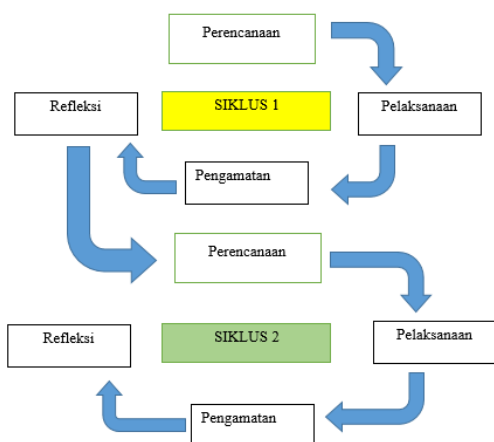 Perencanaan
Refleksi
SIKLUS 1
Pelaksanaan
Pengamatan
Perencanaan
Refleksi
SIKLUS 2
Pelaksanaan
Pengamatan